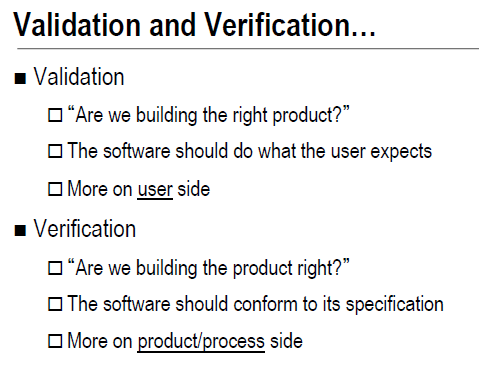 Validation and Verification…
■ Validation
□ “Are we building the right product?”
□ The software should do what the user expects
□ More on user side
■ Verification
□ “Are we building the product right?”
□ The software should conform to its specification
□ More on product/process side